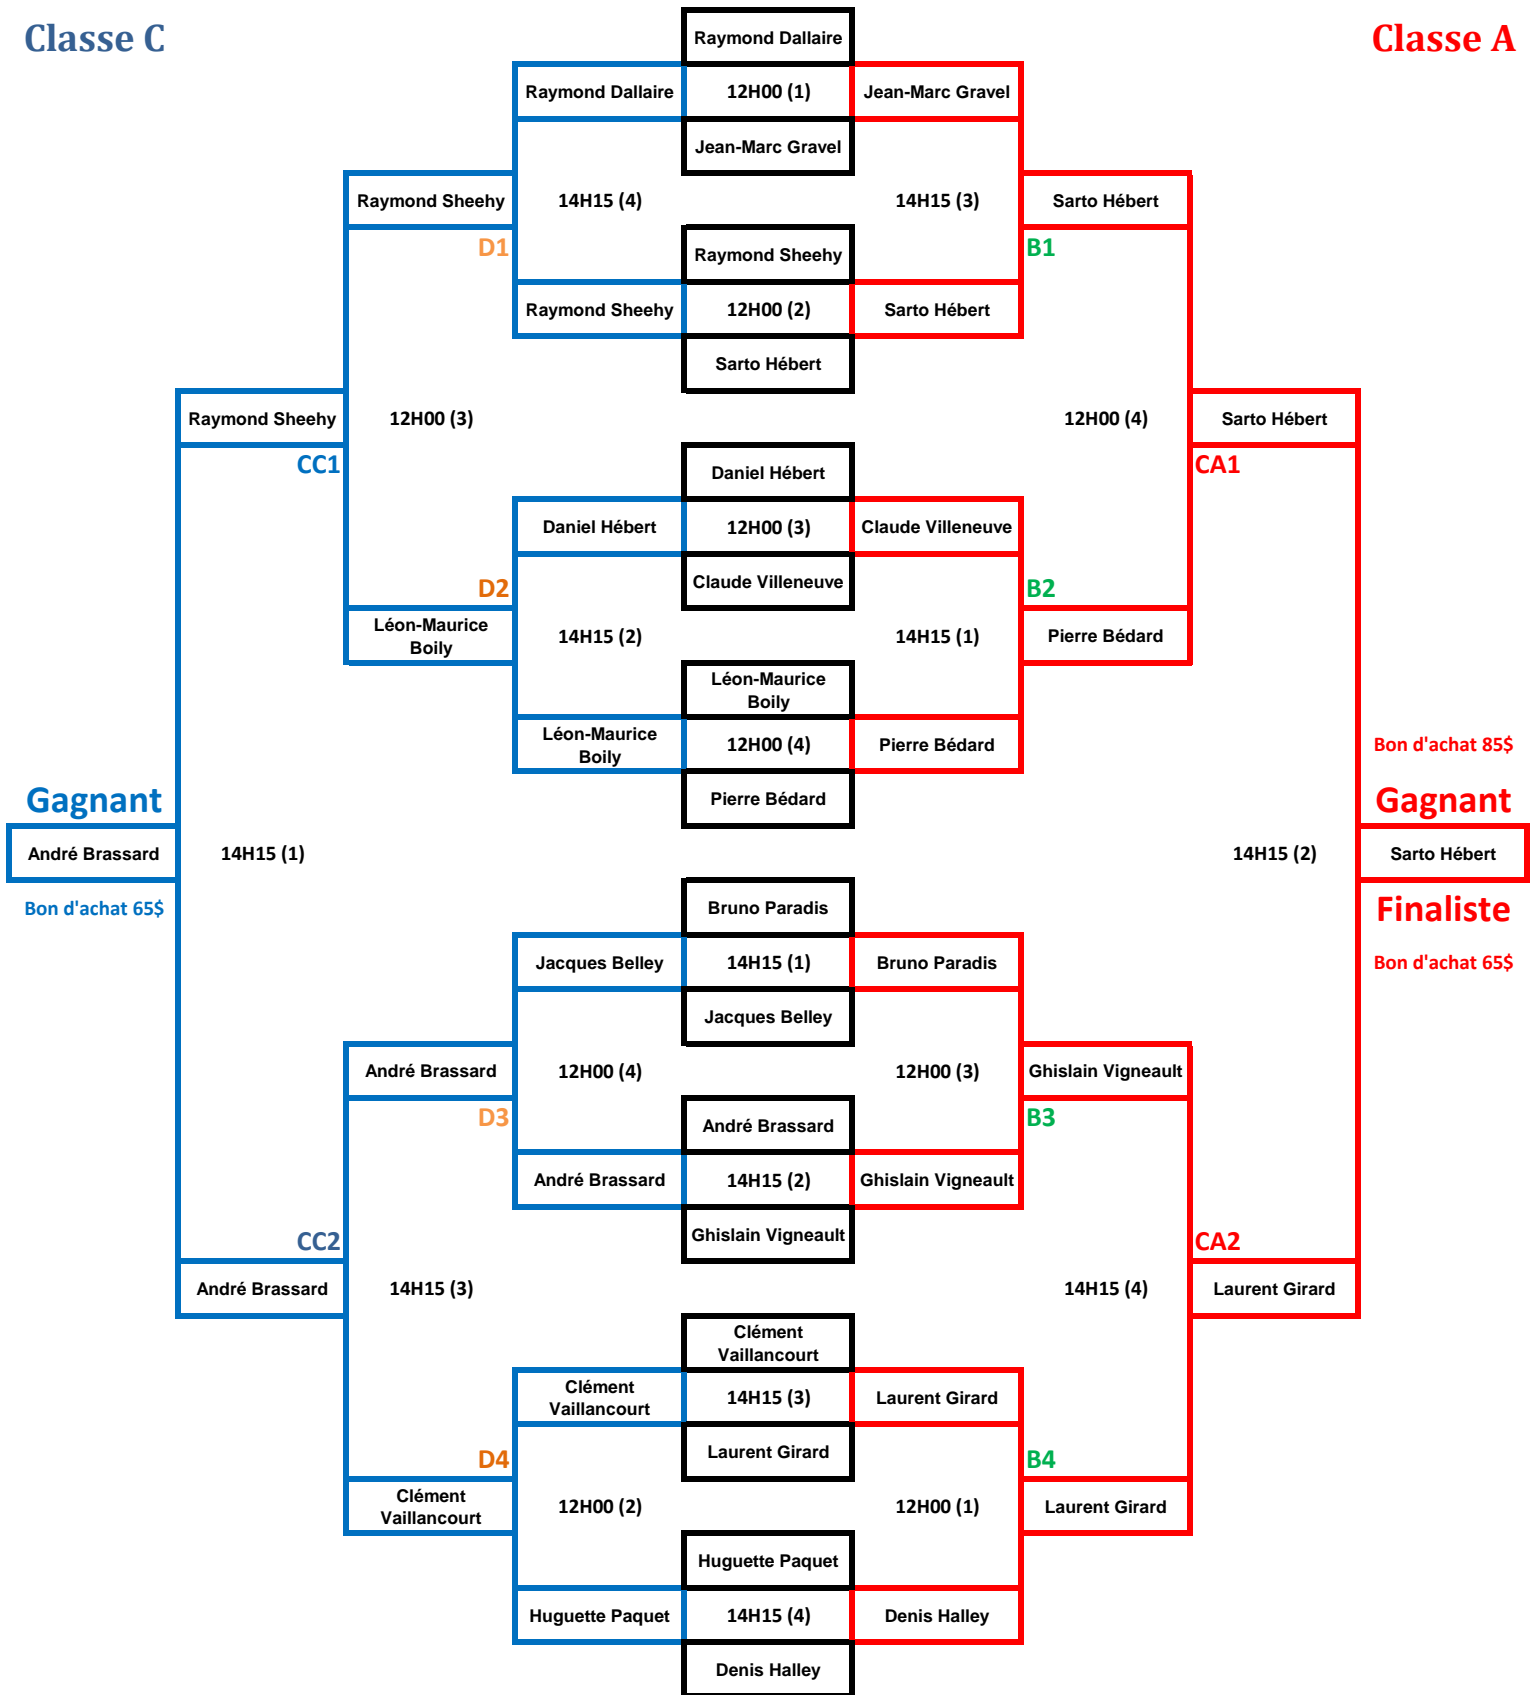 Classe C
Raymond Dallaire
Classe A
Raymond Dallaire
12H00 (1)
Jean-Marc Gravel
Jean-Marc Gravel
Raymond Sheehy
14H15 (4)
14H15 (3)
Sarto Hébert
D1
Raymond Sheehy
B1
Raymond Sheehy
12H00 (2)
Sarto Hébert
Sarto Hébert
Raymond Sheehy
12H00 (3)
12H00 (4)
Sarto Hébert
CC1
Daniel Hébert
CA1
Daniel Hébert
12H00 (3)
Claude Villeneuve
D2
Claude Villeneuve
B2
Léon-Maurice
Boily
14H15 (2)
14H15 (1)
Pierre Bédard
Léon-Maurice
Boily
Léon-Maurice
Boily
12H00 (4)
Pierre Bédard
Bon d'achat 85$
Gagnant
Pierre Bédard
Gagnant
André Brassard
14H15 (1)
14H15 (2)
Sarto Hébert
Bon d'achat 65$
Bruno Paradis
Finaliste
Jacques Belley
14H15 (1)
Bruno Paradis
Bon d'achat 65$
Jacques Belley
André Brassard
12H00 (4)
12H00 (3)
Ghislain Vigneault
D3
André Brassard
B3
André Brassard
14H15 (2)
Ghislain Vigneault
CC2
Ghislain Vigneault
CA2
André Brassard
14H15 (3)
14H15 (4)
Laurent Girard
Clément
Vaillancourt
Clément
Vaillancourt
14H15 (3)
Laurent Girard
D4
Laurent Girard
B4
Clément
Vaillancourt
12H00 (2)
12H00 (1)
Laurent Girard
Huguette Paquet
Huguette Paquet
14H15 (4)
Denis Halley
Denis Halley